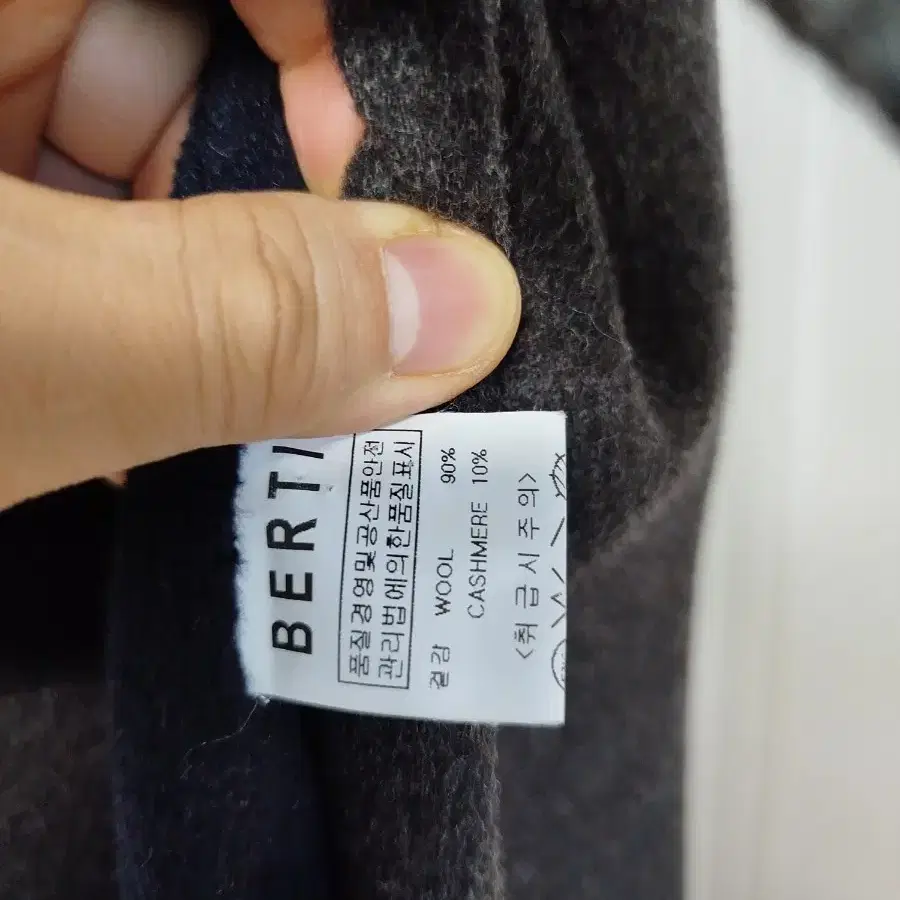 BERTI
품질경영및공산품안전
관리법에의한품질표시
겉감 WOOL 90%
CASHMERE 10%
<취급시주의>